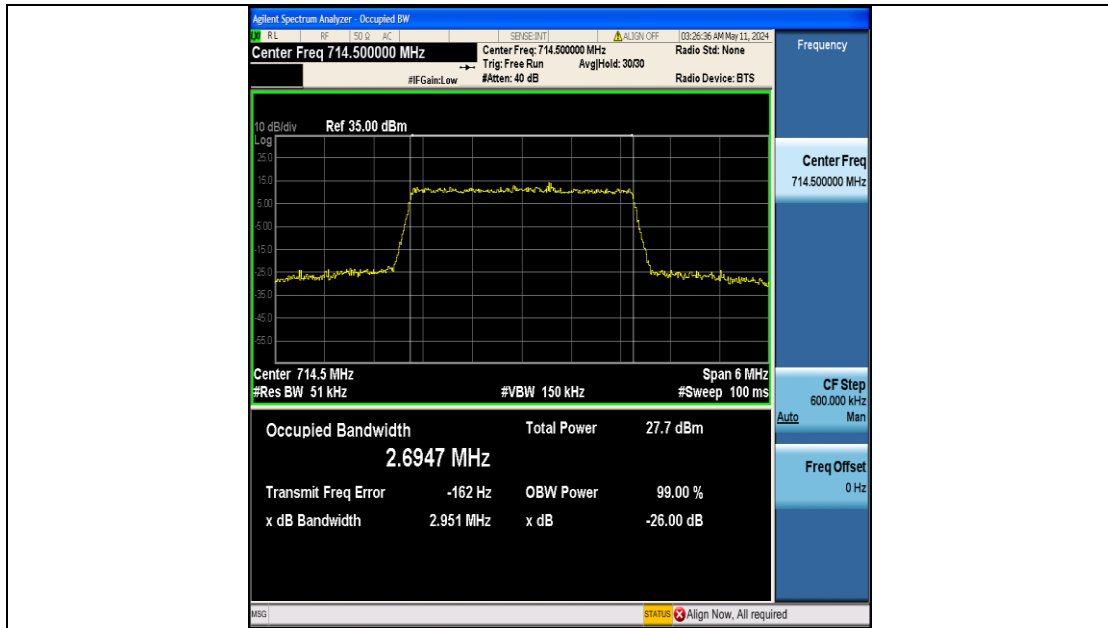 Agilent Spectrum Analyzer - Occupied BW
RL RF 50 Ω AC SENSE:INT ALIGN OFF 03:26:36 AM May 11, 2024
Center Freq 714.500000 MHz
Center Freq: 714.500000 MHz Radio Std: None
Trig: Free Run Avg|Hold: 30/30
#IFGain:Low #Atten: 40 dB Radio Device: BTS
Frequency
10 dB/div Ref 35.00 dBm
Log
25.0
15.0
5.00
-5.00
-15.0
-25.0
-35.0
-45.0
-55.0
Center 714.5 MHz Span 6 MHz
#Res BW 51 kHz #VBW 150 kHz #Sweep 100 ms
Occupied Bandwidth Total Power 27.7 dBm
2.6947 MHz
Transmit Freq Error -162 Hz OBW Power 99.00 %
x dB Bandwidth 2.951 MHz x dB -26.00 dB
Center Freq
714.500000 MHz
CF Step
600.000 kHz
Auto Man
Freq Offset
0 Hz
MSG STATUS Align Now, All required